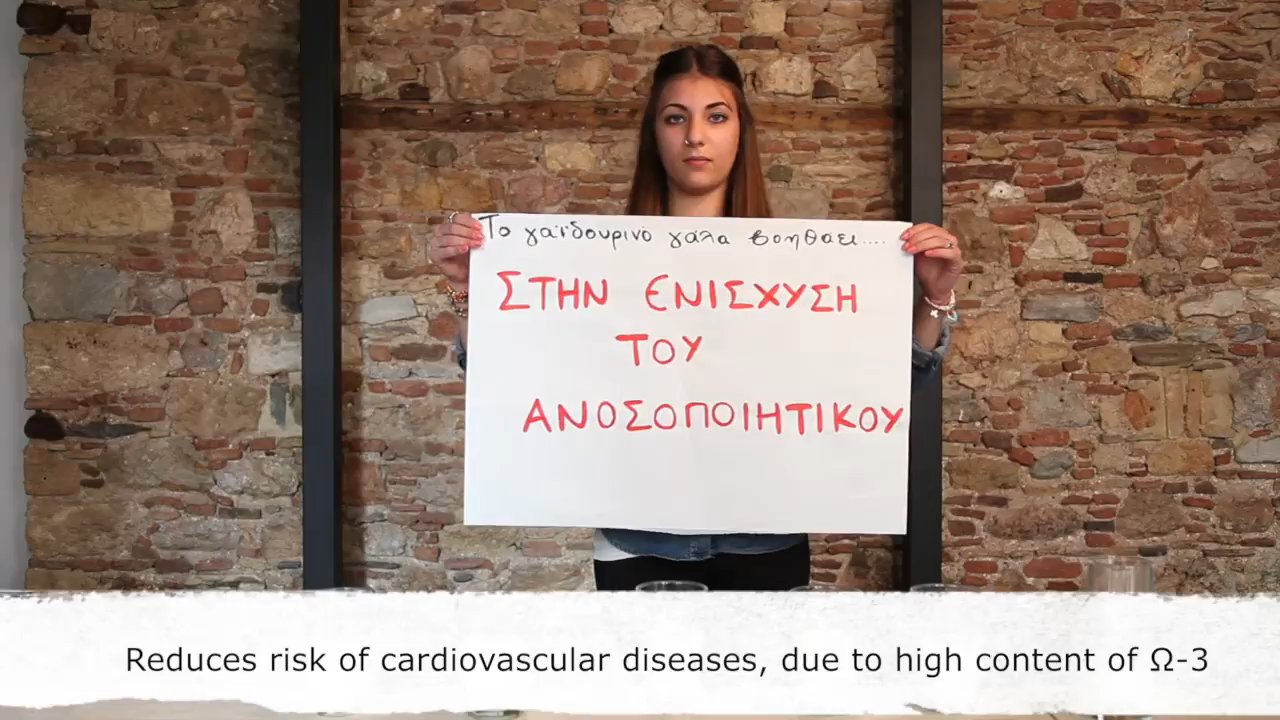 Το γαϊδουρινό γάλα βοηθάει....
ΣΤΗΝ ΕΝΙΣΧΥΣΗ
ΤΟΥ
ΑΝΟΣΟΠΟΙΗΤΙΚΟΥ
Reduces risk of cardiovascular diseases, due to high content of Ω-3